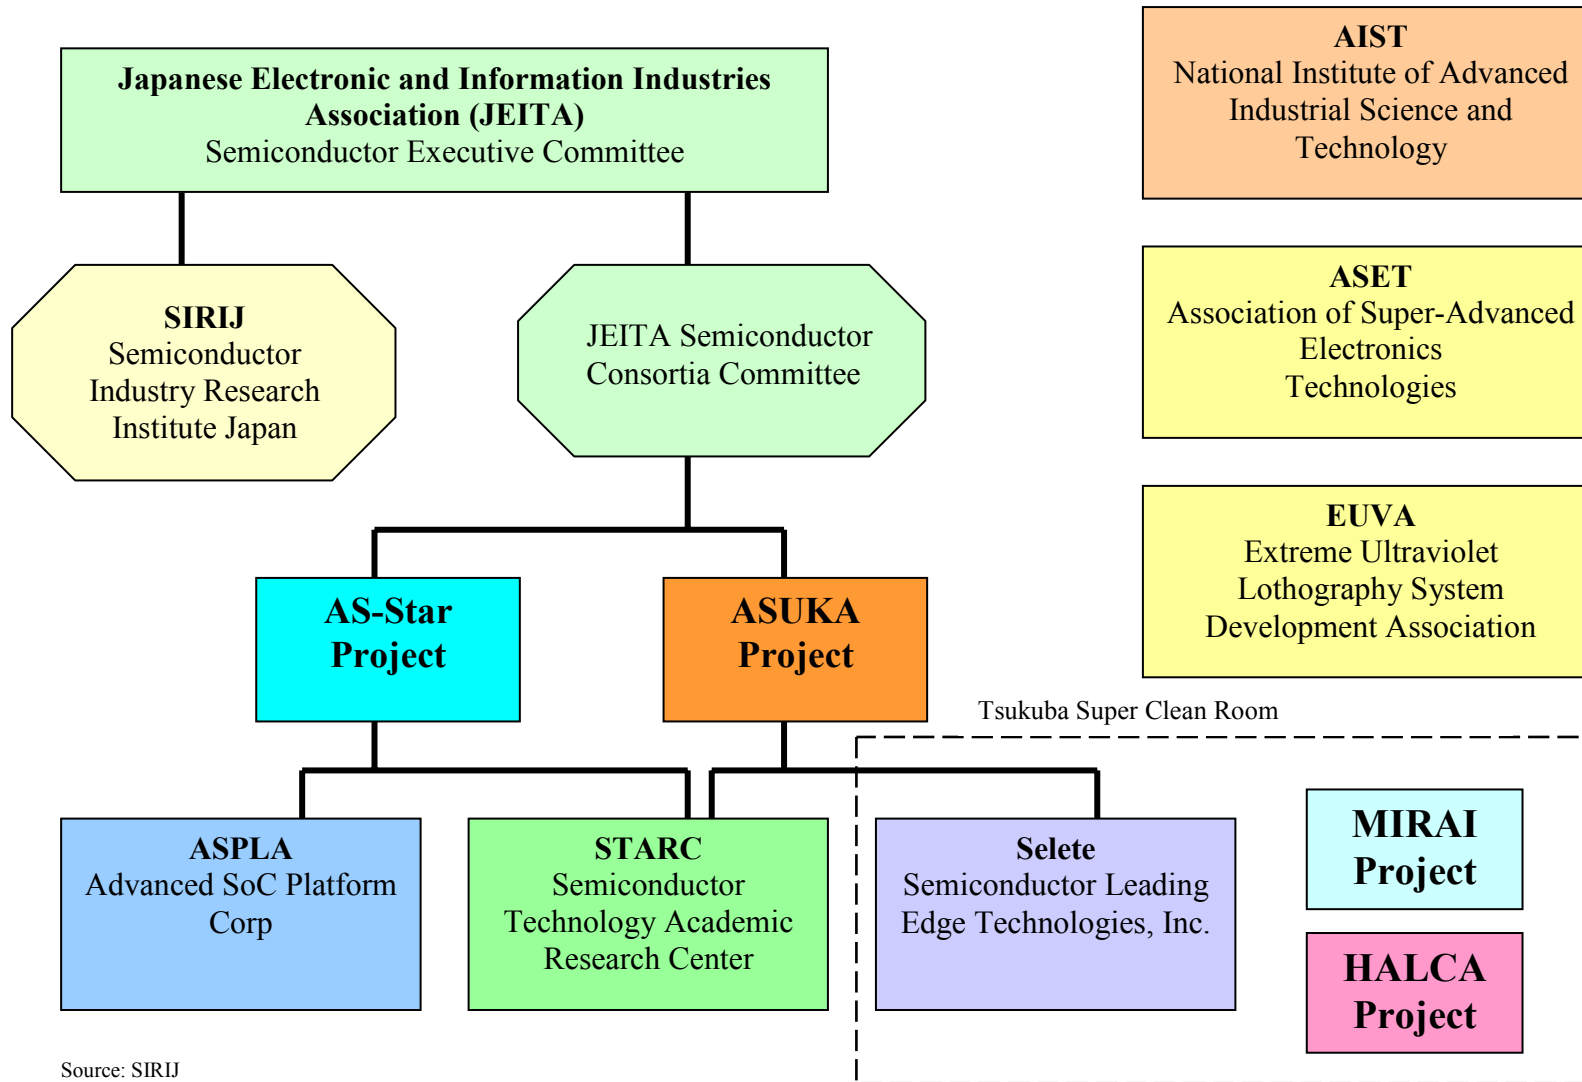 Japanese Electronic and Information Industries
Association (JEITA)
Semiconductor Executive Committee
AIST
National Institute of Advanced
Industrial Science and
Technology
SIRIJ
Semiconductor
Industry Research
Institute Japan
JEITA Semiconductor
Consortia Committee
ASET
Association of Super-Advanced
Electronics
Technologies
EUVA
Extreme Ultraviolet
Lothography System
Development Association
AS-Star
Project
ASUKA
Project
Tsukuba Super Clean Room
ASPLA
Advanced SoC Platform
Corp
STARC
Semiconductor
Technology Academic
Research Center
Selete
Semiconductor Leading
Edge Technologies, Inc.
MIRAI
Project
HALCA
Project
Source: SIRIJ